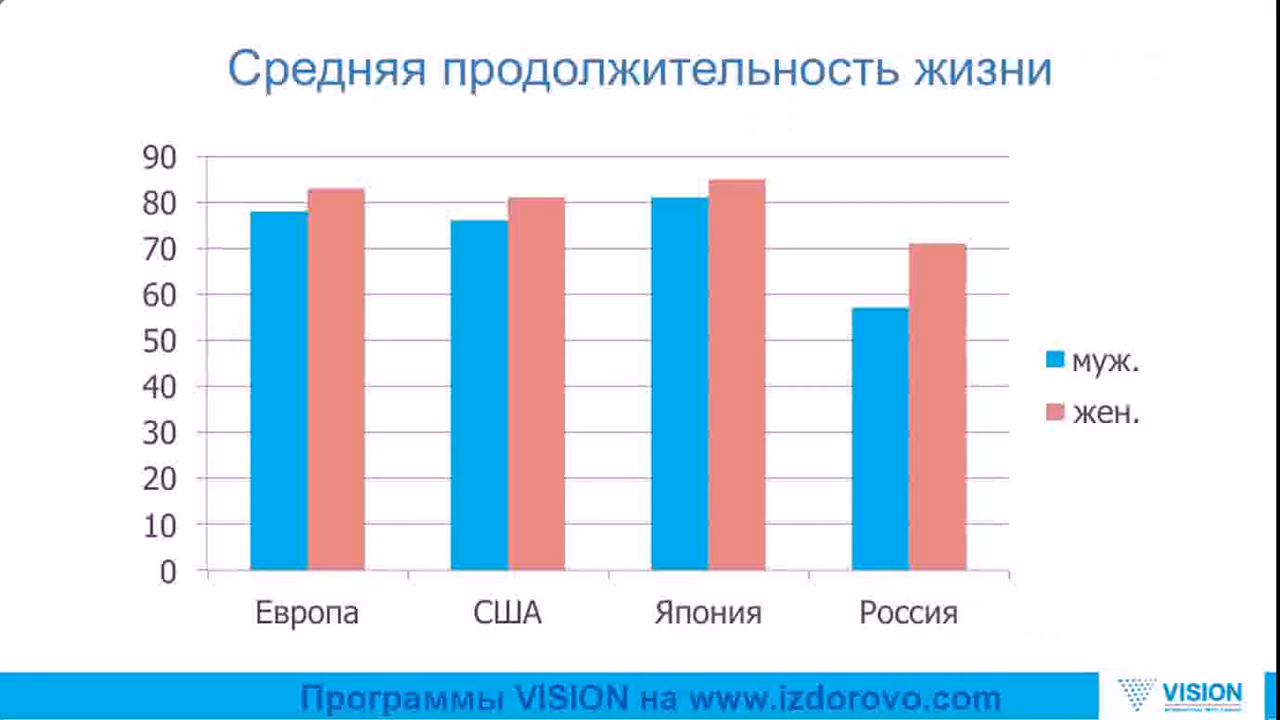 Средняя продолжительность жизни
90
80
70
60
50
40
30
20
10
0
муж.
жен.
Европа США Япония Россия
Программы VISION на www.izdorovo.com
VISION